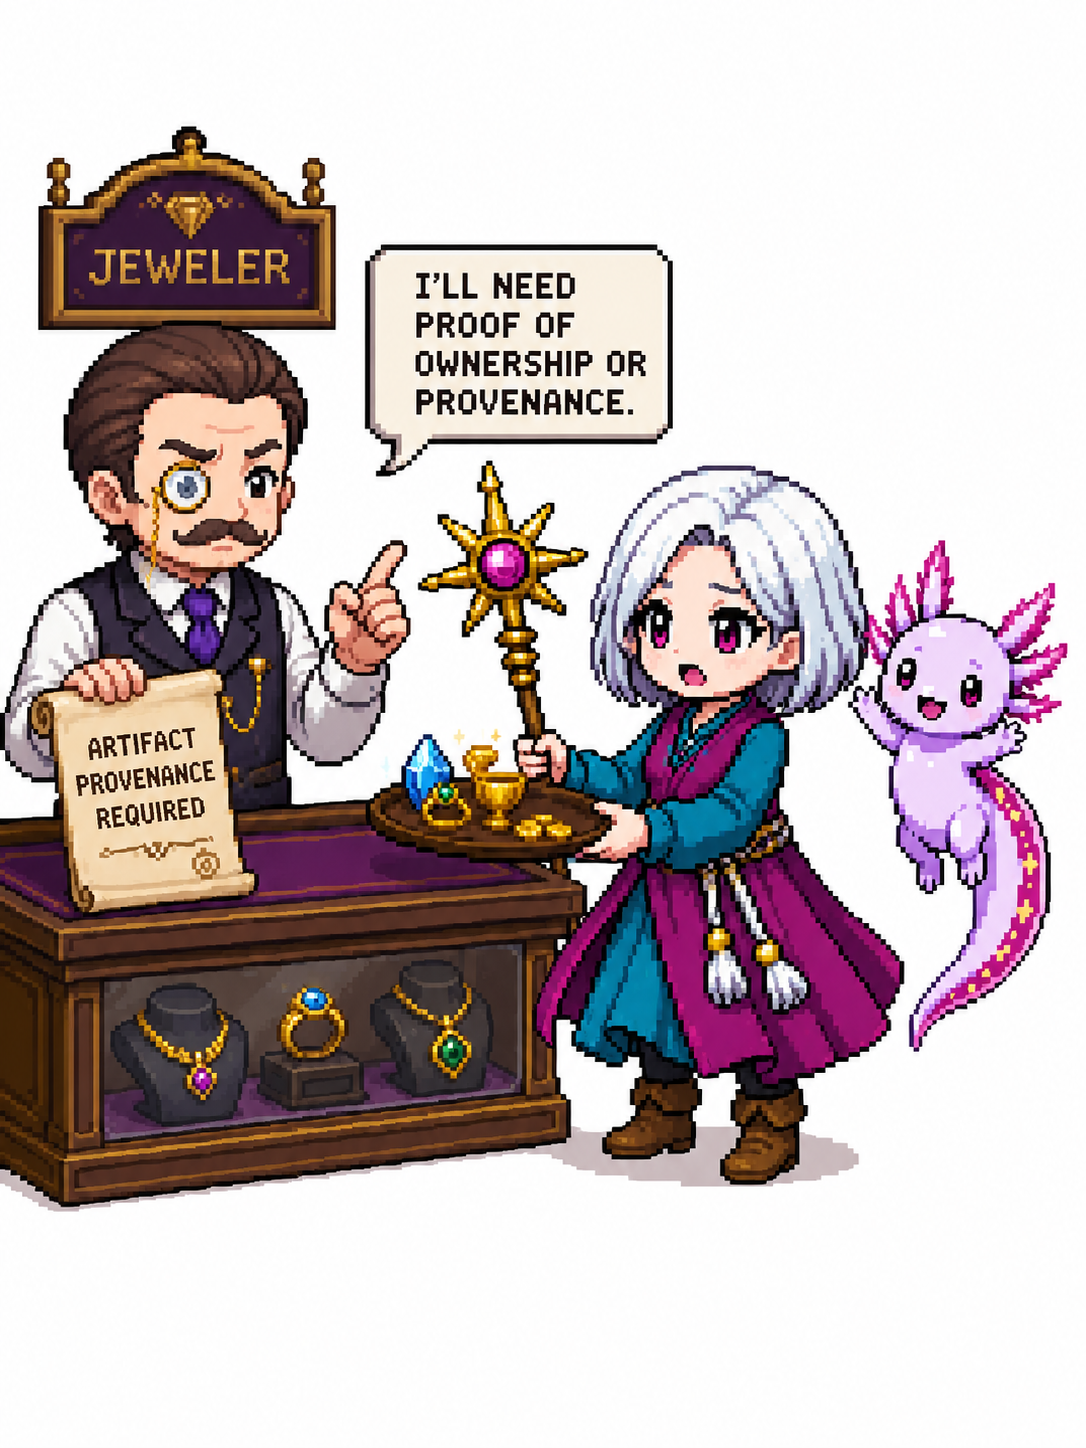 JEWELER
I'LL NEED
PROOF OF
OWNERSHIP OR
PROVENANCE.
ARTIFACT
PROVENANCE
REQUIRED